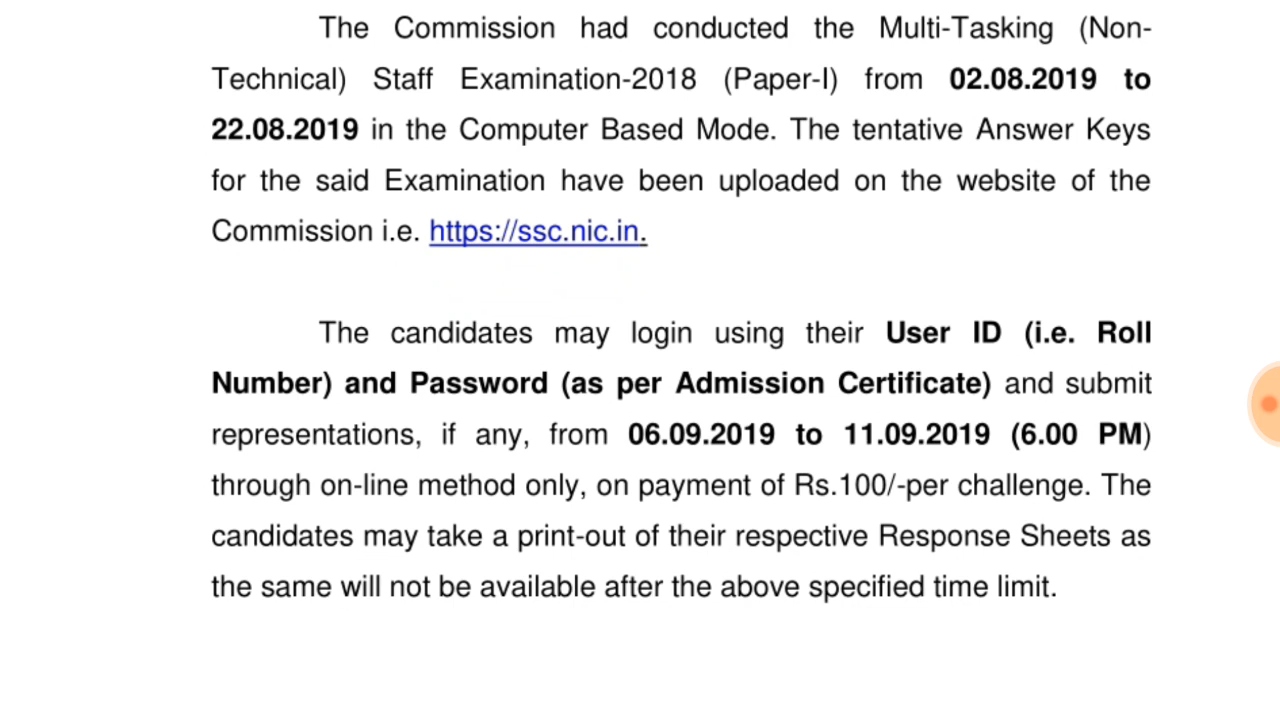 The Commission had conducted the Multi-Tasking (Non-
Technical) Staff Examination-2018 (Paper-I) from 02.08.2019 to
22.08.2019 in the Computer Based Mode. The tentative Answer Keys
for the said Examination have been uploaded on the website of the
Commission i.e. https://ssc.nic.in.
The candidates may login using their User ID (i.e. Roll
Number) and Password (as per Admission Certificate) and submit
representations, if any, from 06.09.2019 to 11.09.2019 (6.00 PM)
through on-line method only, on payment of Rs.100/-per challenge. The
candidates may take a print-out of their respective Response Sheets as
the same will not be available after the above specified time limit.